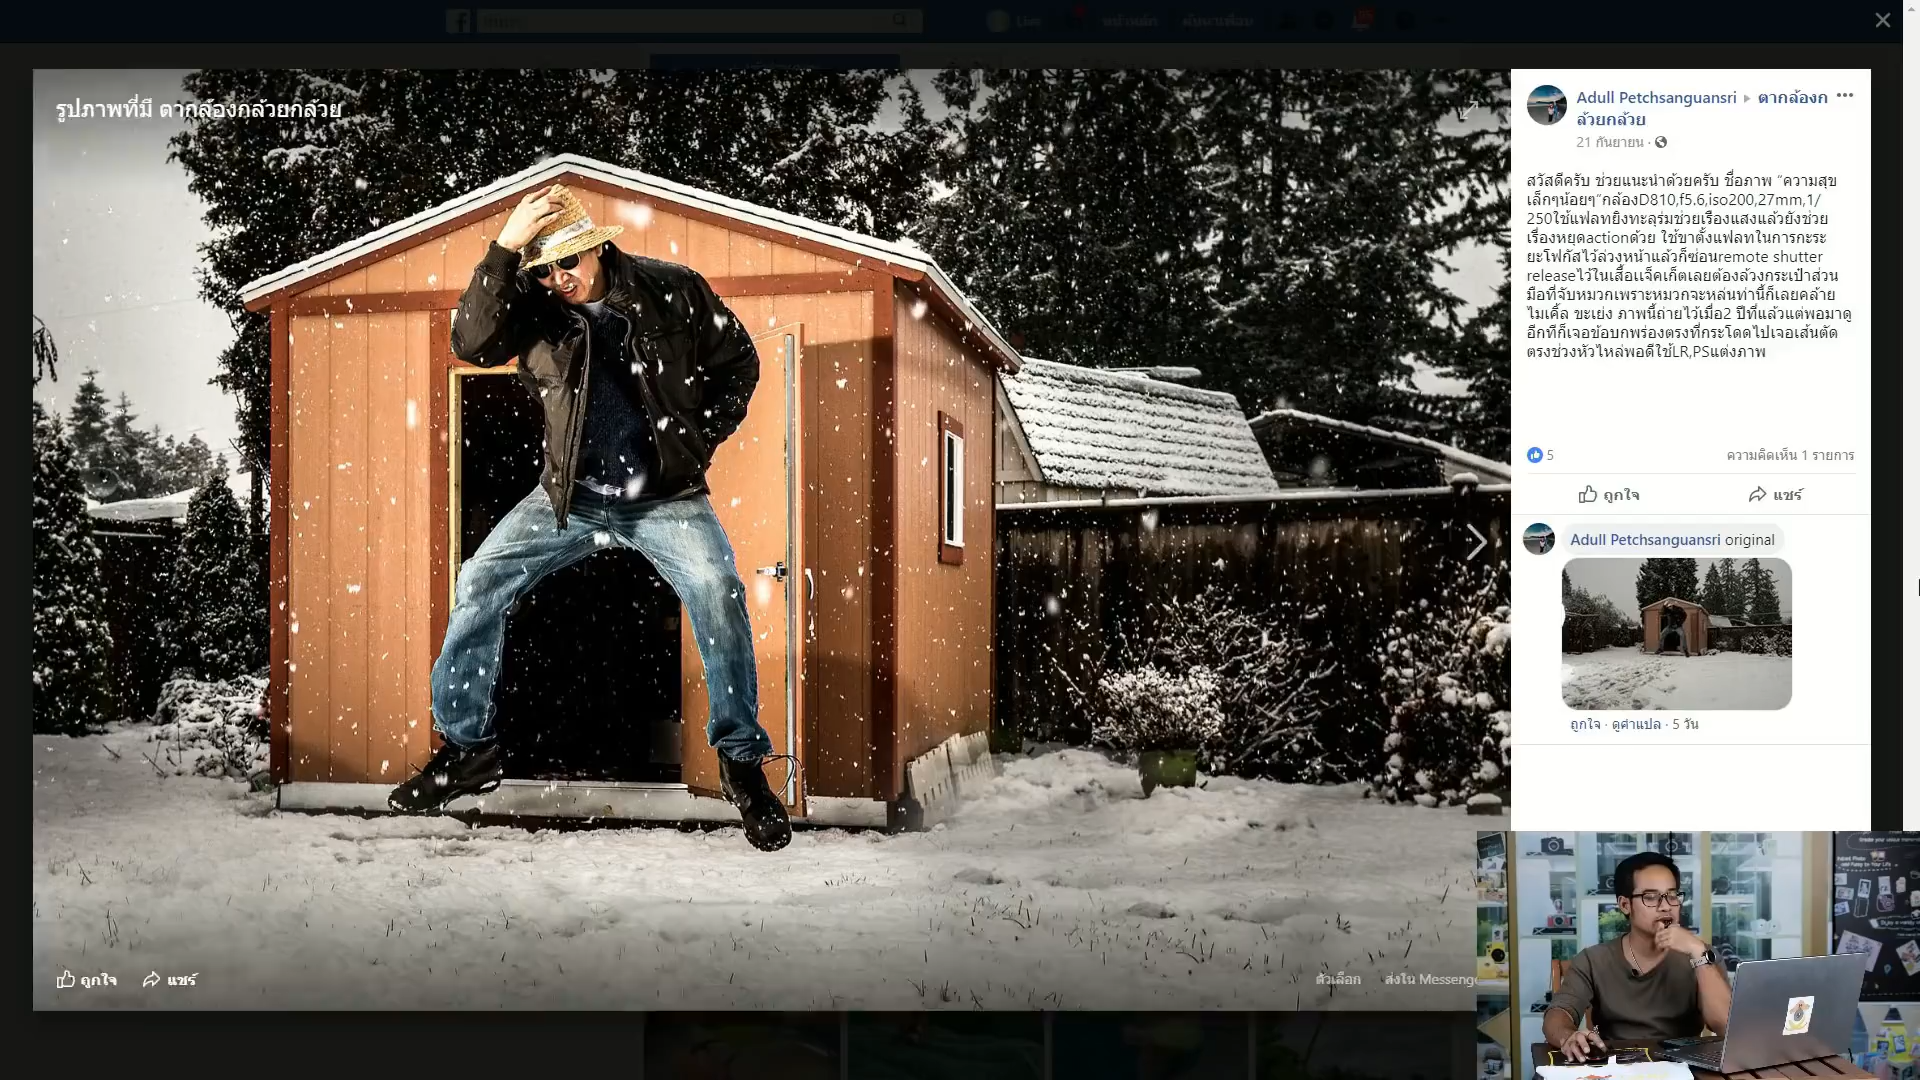 Live
หน้าหลัก
ค้นหาเพื่อน
รูปภาพที่มี ตากล้องกล้วยกล้วย
Adull Petchsanguansri ▸ ตากล้องก
ล้วยกล้วย
21 กันยายน ·
สวัสดีครับ ช่วยแนะนำด้วยครับ ชื่อภาพ "ความสุข
เล็กๆน้อยๆ"กล้องD810,f5.6,iso200,27mm,1/
250ใช้แฟลทยิงทะลุร่มช่วยเรื่องแสงแล้วยังช่วย
เรื่องหยุดactionด้วย ใช้ขาตั้งแฟลทในการกะระ
ยะโฟกัสไว้ล่วงหน้าแล้วก็ซ่อนremote shutter
releaseไว้ในเสื้อแจ็คเก็ตเลยต้องล้วงกระเป๋าส่วน
มือที่จับหมวกเพราะหมวกจะหล่นท่านี้ก็เลยคล้าย
ไมเคิ้ล ขะเย่ง ภาพนี้ถ่ายไว้เมื่อ2 ปีที่แล้วแต่พอมาดู
อีกทีก็เจอข้อบกพร่องตรงที่กระโดดไปเจอเส้นตัด
ตรงช่วงหัวไหล่พอดีใช้LR,PSแต่งภาพ
5
ความคิดเห็น 1 รายการ
ถูกใจ
แชร์
Adull Petchsanguansri original
ถูกใจ · ดูคำแปล · 5 วัน
ถูกใจ
แชร์
ตัวเลือก
ส่งใน Messenge